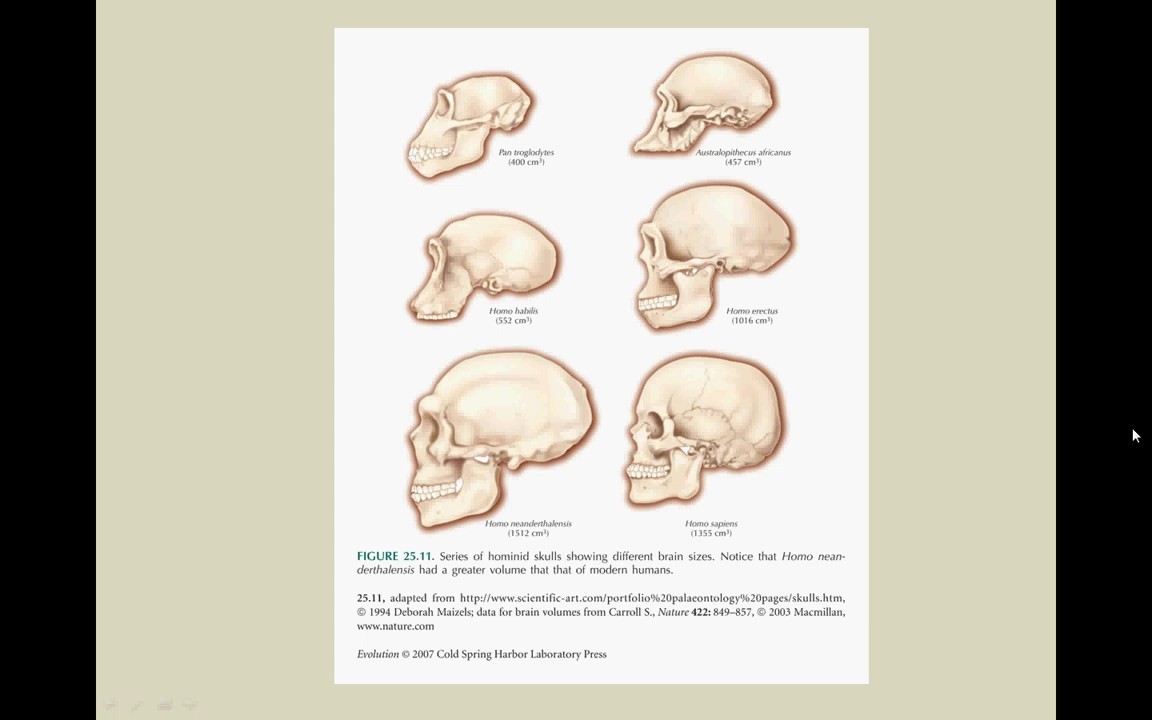 Pan troglodytes
(400 cm³)
Australopithecus africanus
(457 cm³)
Homo habilis
(552 cm³)
Homo erectus
(1016 cm³)
Homo neanderthalensis
(1512 cm³)
Homo sapiens
(1355 cm³)
FIGURE 25.11. Series of hominid skulls showing different brain sizes. Notice that Homo nean-
derthalensis had a greater volume that that of modern humans.
25.11, adapted from http://www.scientific-art.com/portfolio%20palaeontology%20pages/skulls.htm,
© 1994 Deborah Maizels; data for brain volumes from Carroll S., Nature 422: 849–857, © 2003 Macmillan,
www.nature.com
Evolution © 2007 Cold Spring Harbor Laboratory Press